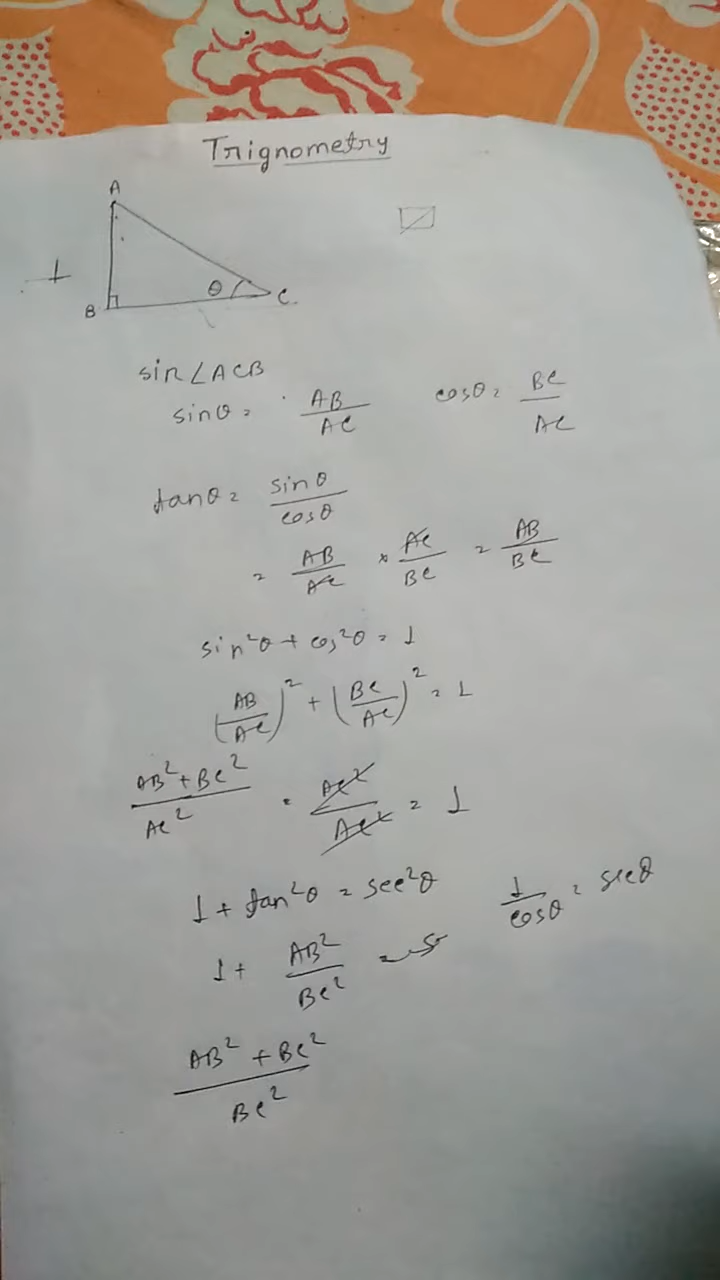 Trignometry
A
⊥
θ
B
C.
sin∠ACB
sinθ = AB/AC cosθ = BC/AC
tanθ = sinθ/cosθ
= AB/AC × AC/BC = AB/BC
sin²θ + cos²θ = 1
(AB/AC)² + (BC/AC)² = 1
AB² + BC²/AC² = AC²/AC² = 1
1 + tan²θ = sec²θ 1/cosθ = secθ
1 + AB²/BC² =
AB² + BC²/BC²